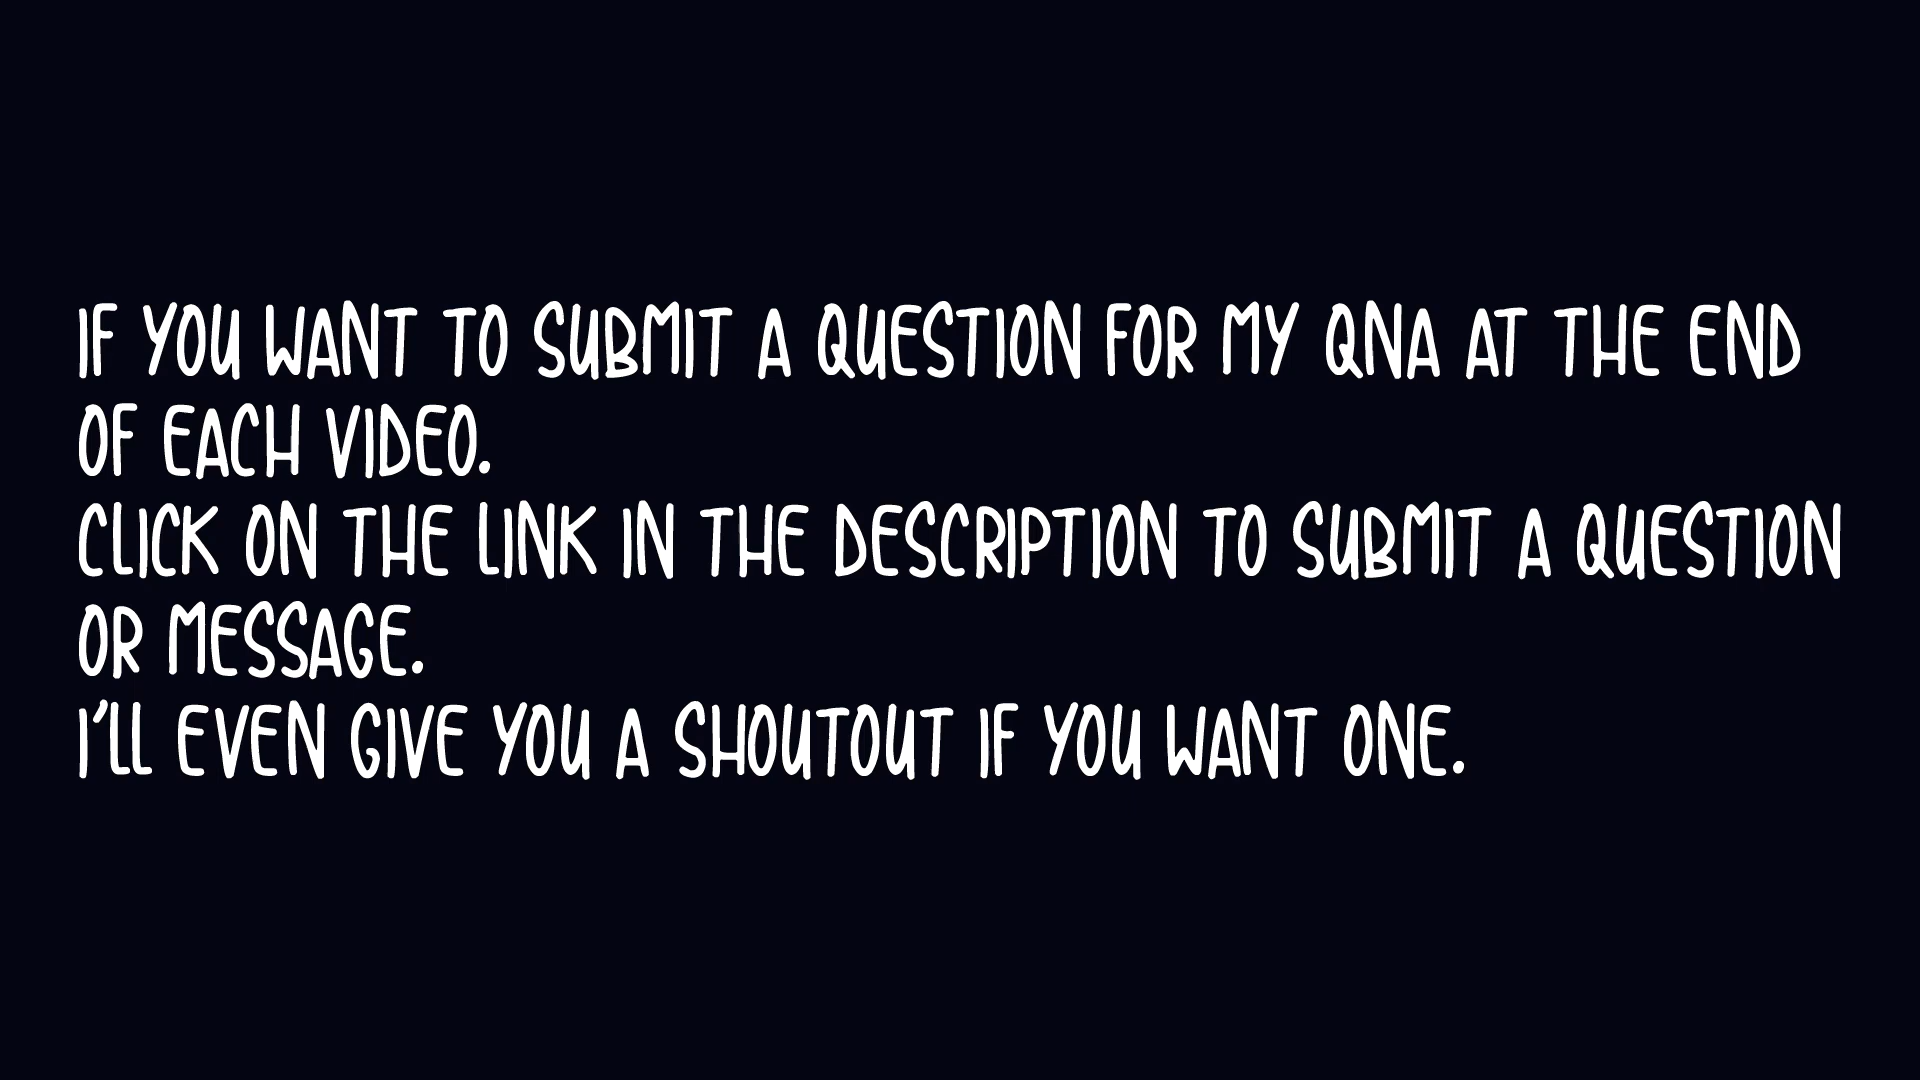 IF YOU WANT TO SUBMIT A QUESTION FOR MY QNA AT THE END
OF EACH VIDEO.
CLICK ON THE LINK IN THE DESCRIPTION TO SUBMIT A QUESTION
OR MESSAGE.
I'LL EVEN GIVE YOU A SHOUTOUT IF YOU WANT ONE.